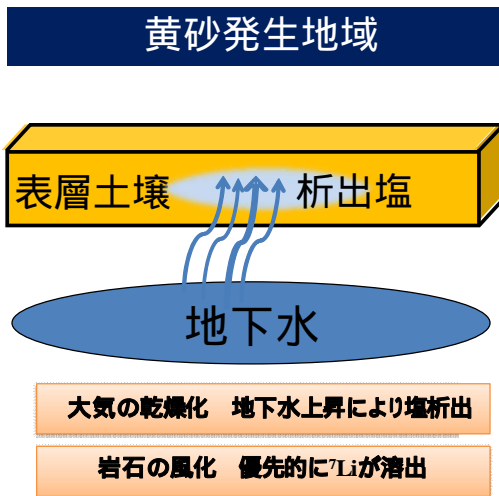 黄砂発生地域
表層土壌 析出塩
地下水
大気の乾燥化 地下水上昇により塩析出
岩石の風化 優先的に⁷Liが溶出